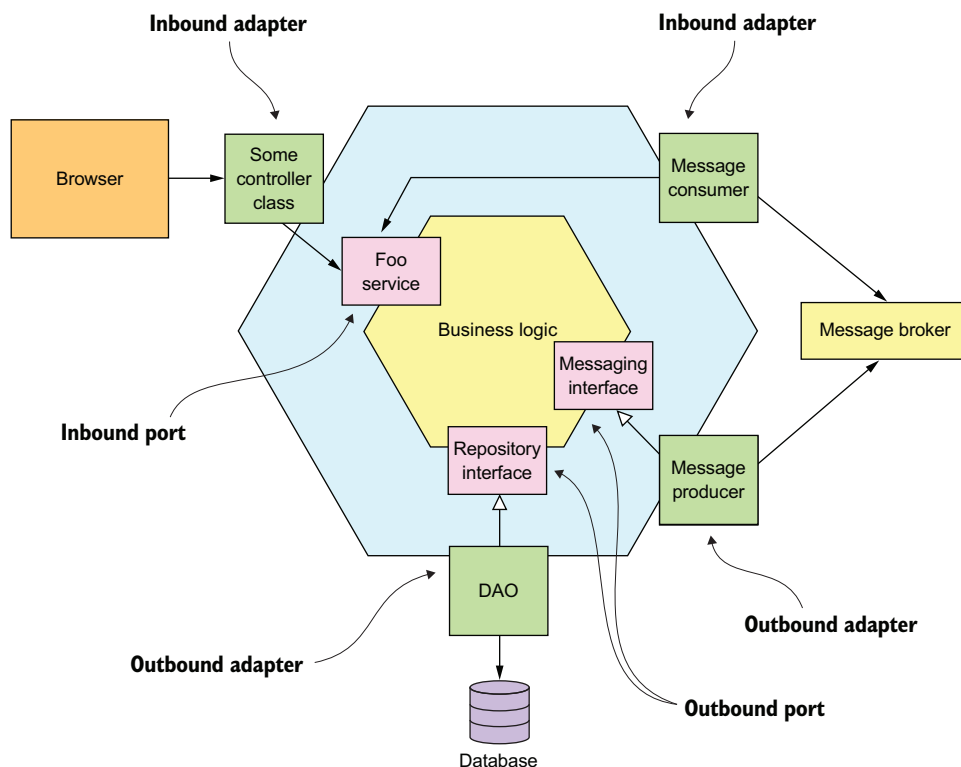 Inbound adapter
Inbound adapter
Browser
Some
controller
class
Message
consumer
Foo
service
Business logic
Message broker
Messaging
interface
Inbound port
Repository
interface
Message
producer
DAO
Outbound adapter
Outbound adapter
Outbound port
Database